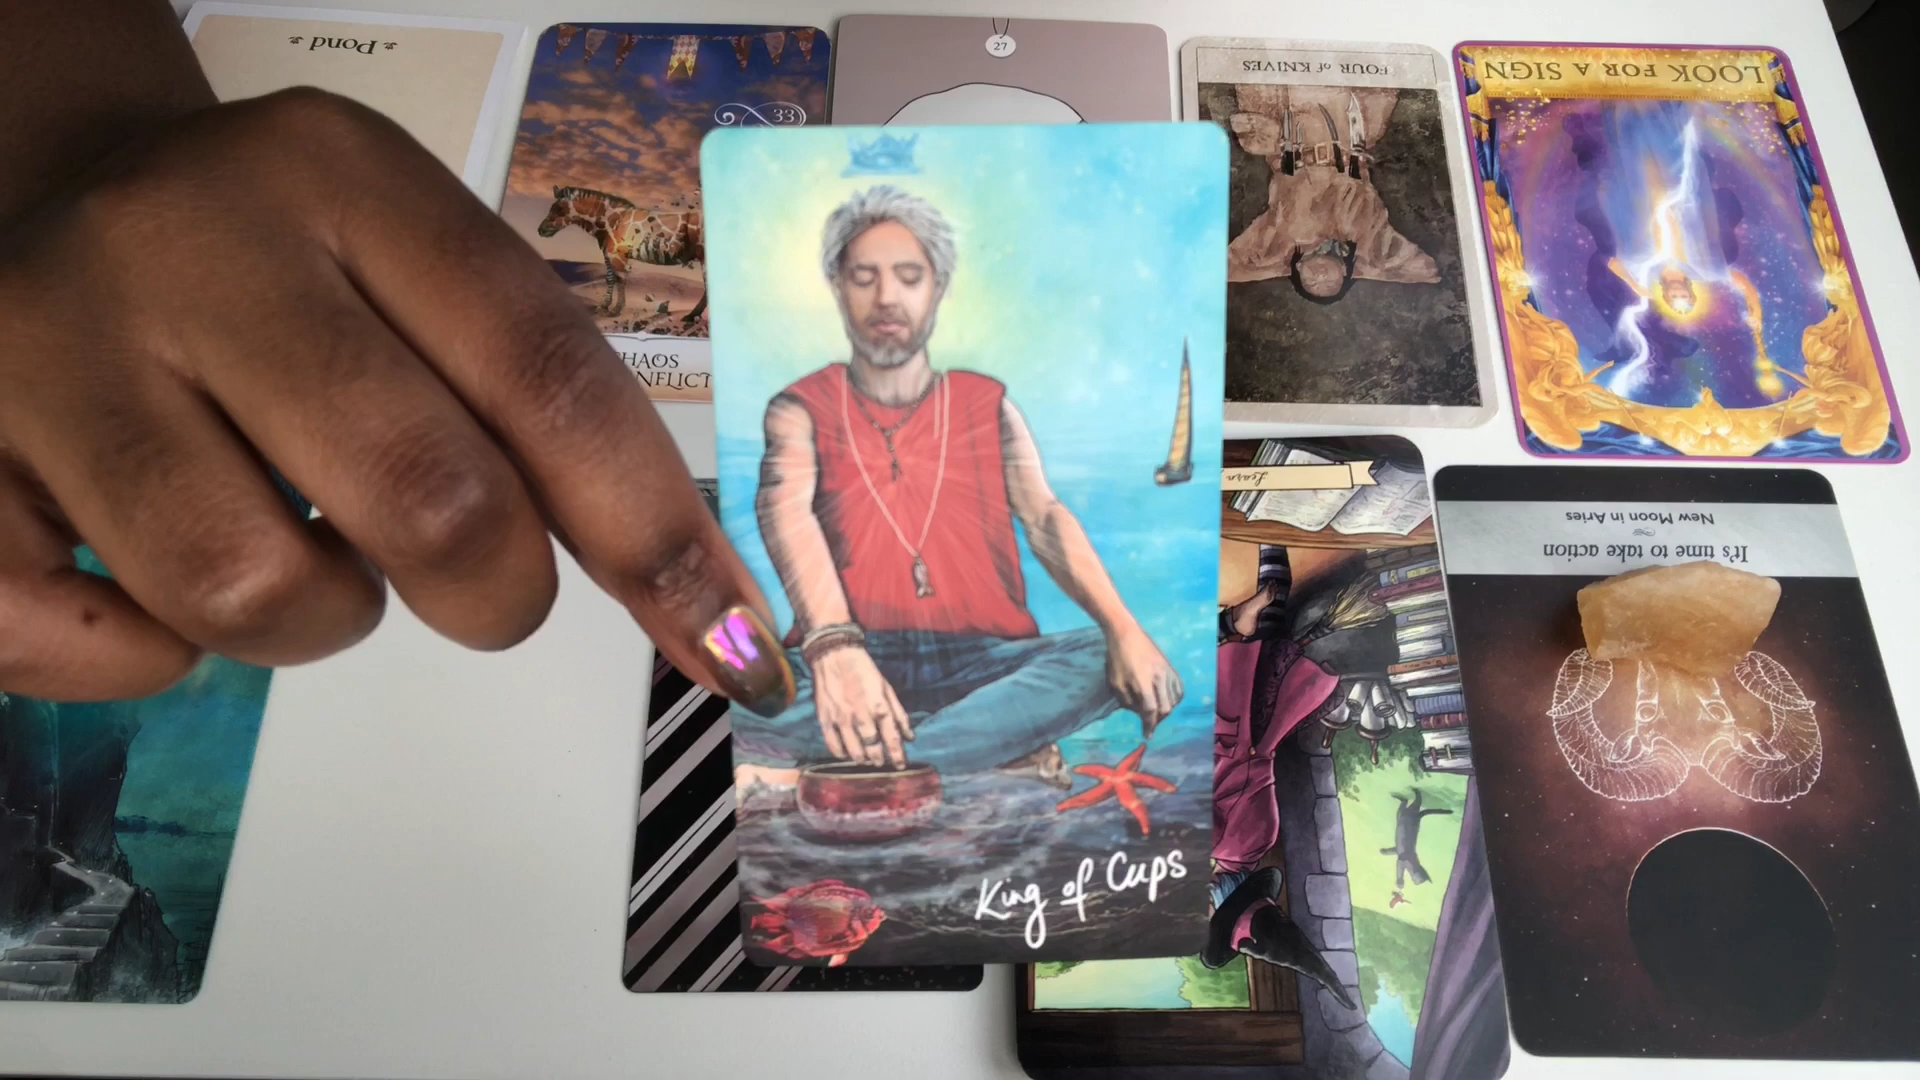 Pond
33
27
FOUR of KNIVES
LOOK FOR A SIGN
HAOS
NFLICT
Learn
New Moon in Aries
It's time to take action
King of Cups